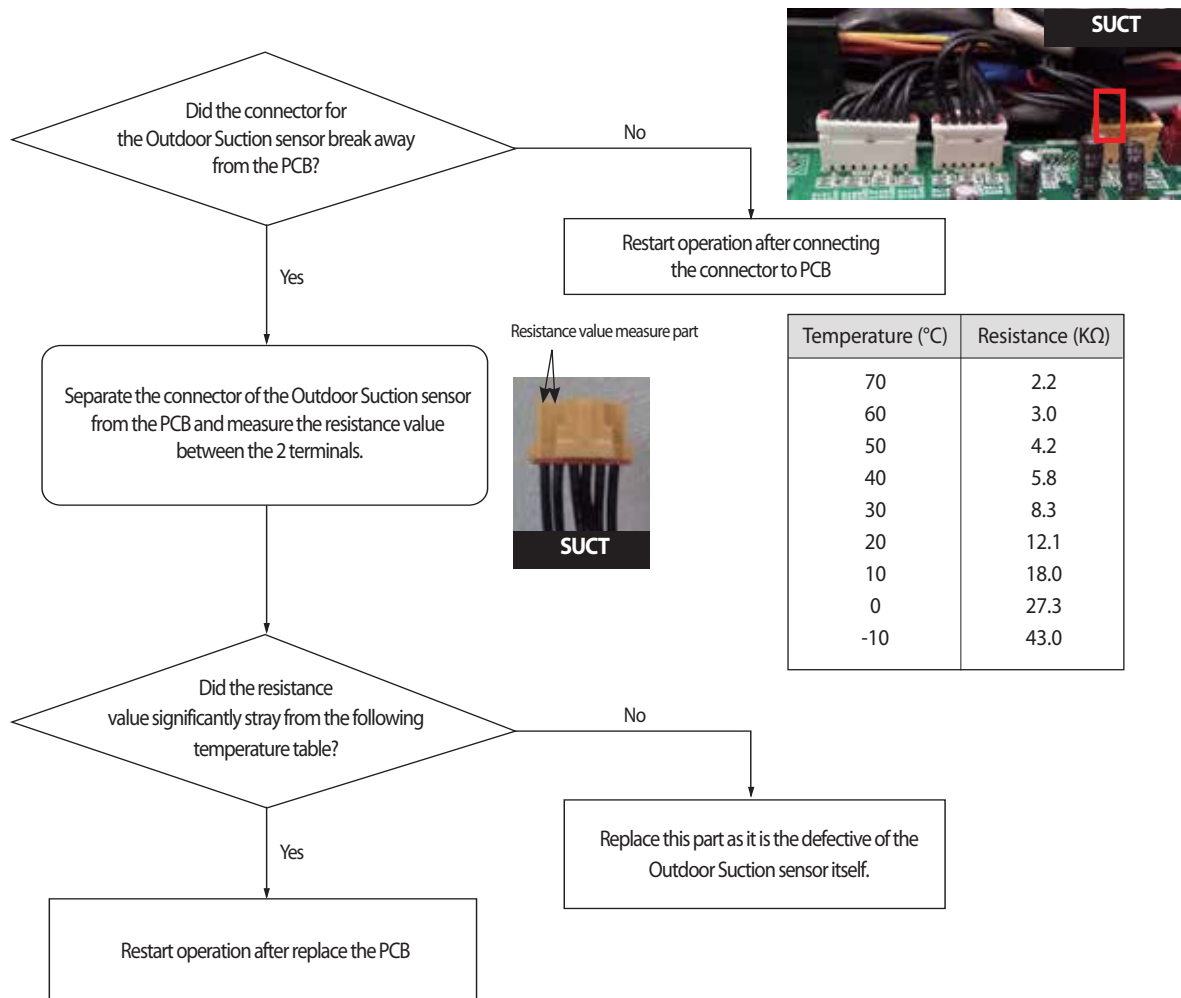 SUCT
Did the connector for
the Outdoor Suction sensor break away
from the PCB?
No
Restart operation after connecting
the connector to PCB
Yes
Resistance value measure part
Separate the connector of the Outdoor Suction sensor
from the PCB and measure the resistance value
between the 2 terminals.
SUCT
Temperature (°C) Resistance (KΩ)
70 2.2
60 3.0
50 4.2
40 5.8
30 8.3
20 12.1
10 18.0
0 27.3
-10 43.0
Did the resistance
value significantly stray from the following
temperature table?
No
Replace this part as it is the defective of the
Outdoor Suction sensor itself.
Yes
Restart operation after replace the PCB